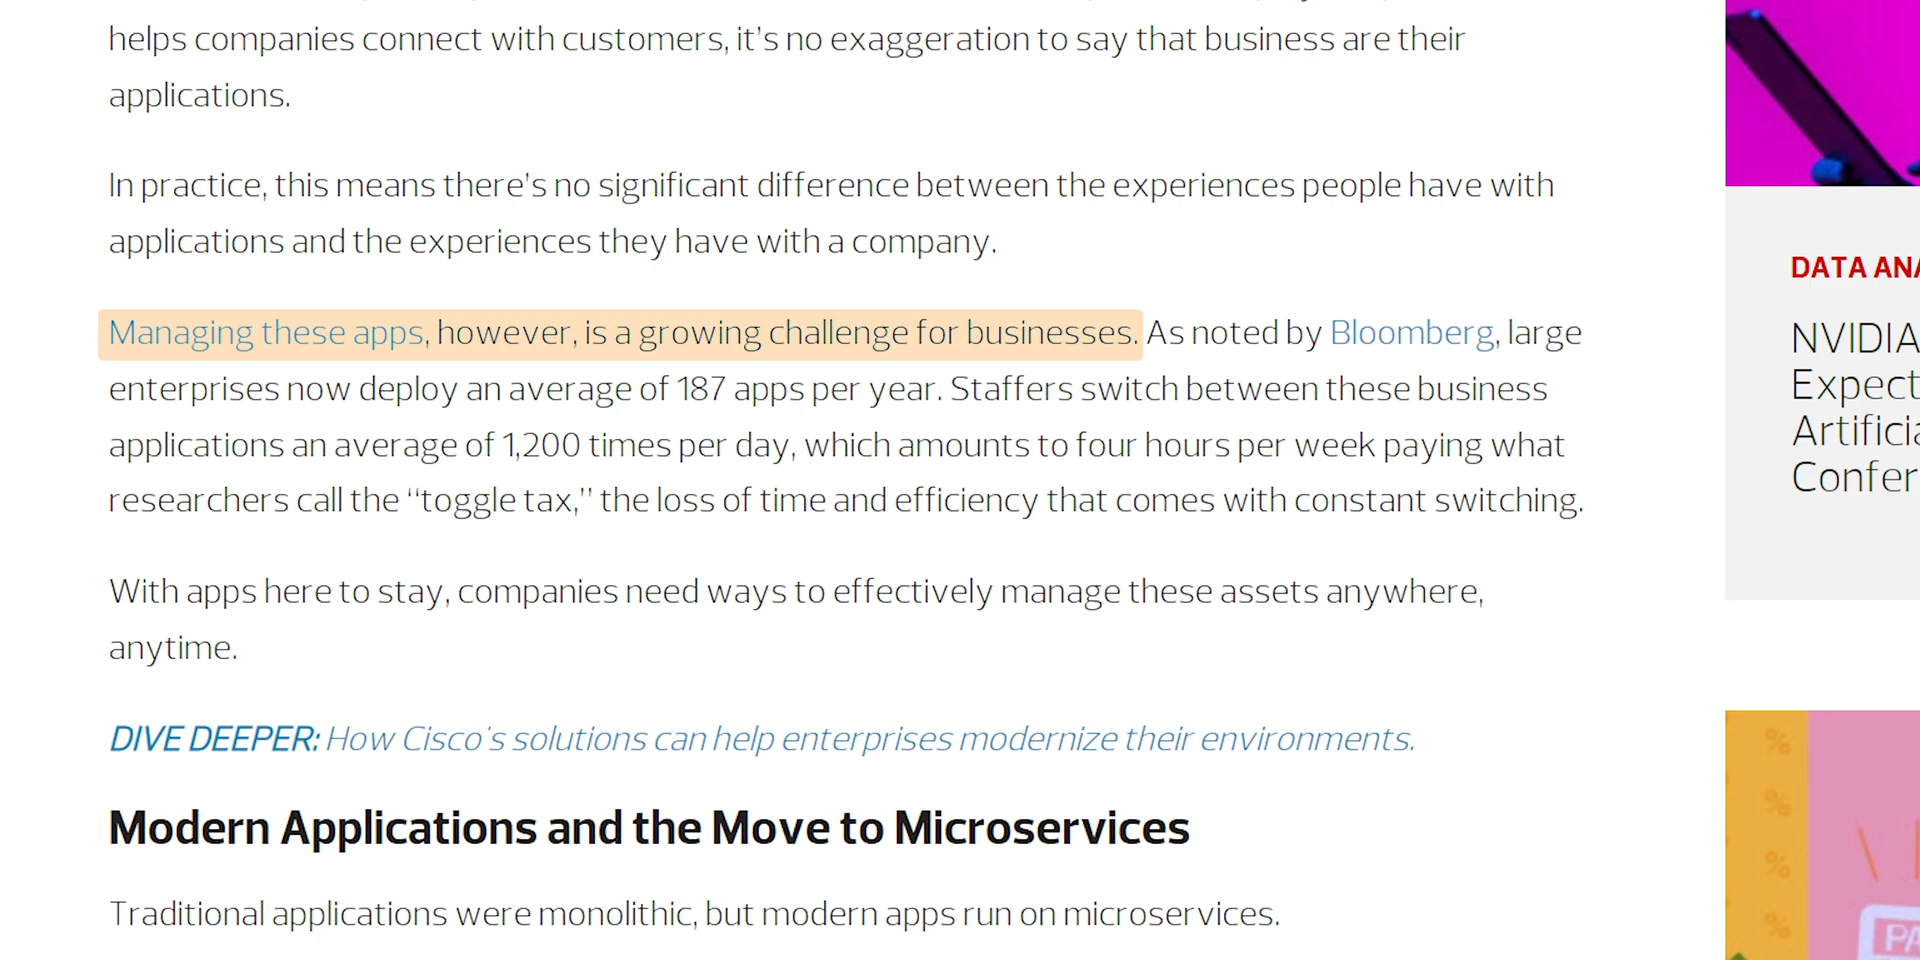 helps companies connect with customers, it's no exaggeration to say that business are their
applications.
In practice, this means there's no significant difference between the experiences people have with
applications and the experiences they have with a company.
Managing these apps, however, is a growing challenge for businesses. As noted by Bloomberg, large
enterprises now deploy an average of 187 apps per year. Staffers switch between these business
applications an average of 1,200 times per day, which amounts to four hours per week paying what
researchers call the “toggle tax,” the loss of time and efficiency that comes with constant switching.
With apps here to stay, companies need ways to effectively manage these assets anywhere,
anytime.
DIVE DEEPER: How Cisco's solutions can help enterprises modernize their environments.
Modern Applications and the Move to Microservices
Traditional applications were monolithic, but modern apps run on microservices.
DATA ANA
NVIDIA
Expect
Artificia
Confer
%
%
%
%
PA